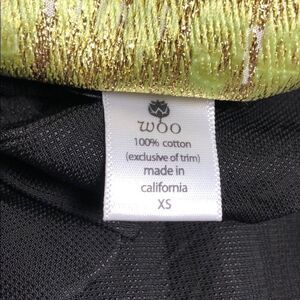 woo
100% cotton
(exclusive of trim)
made in
california
XS